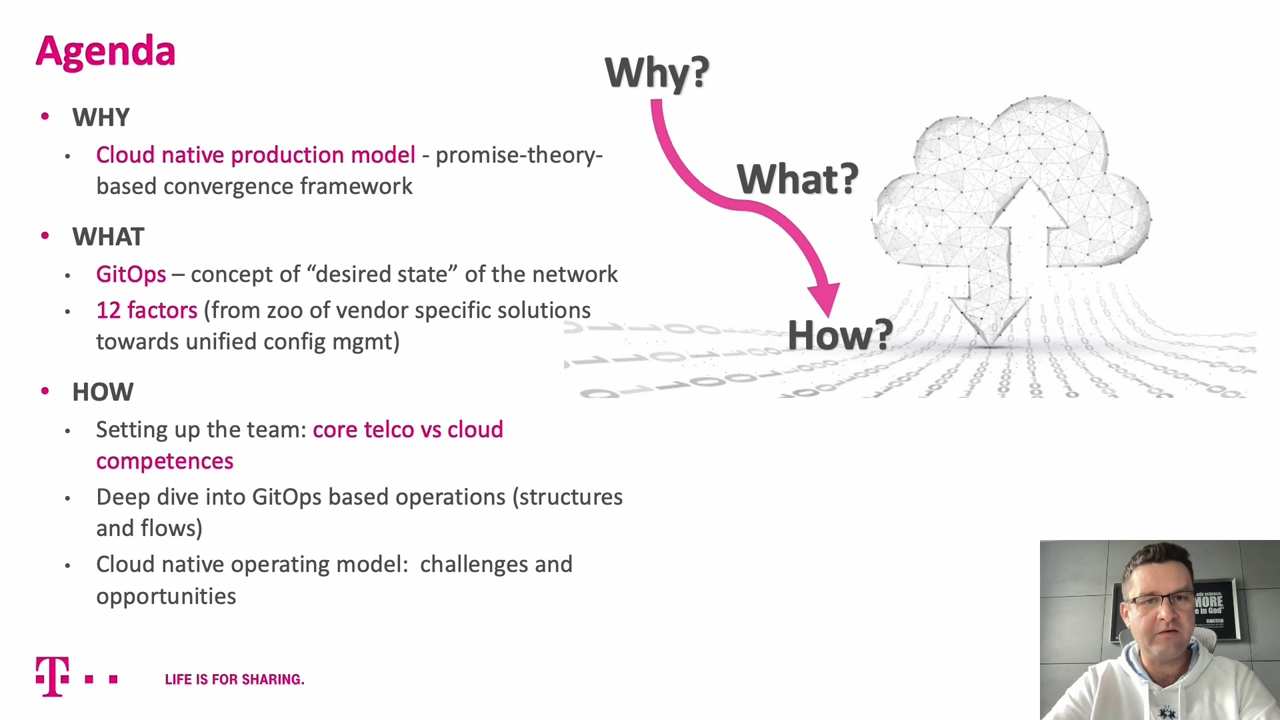 Agenda
WHY
Cloud native production model - promise-theory-
based convergence framework
WHAT
GitOps – concept of “desired state” of the network
12 factors (from zoo of vendor specific solutions
towards unified config mgmt)
HOW
Setting up the team: core telco vs cloud
competences
Deep dive into GitOps based operations (structures
and flows)
Cloud native operating model:  challenges and
opportunities
Why?
What?
How?
T
LIFE IS FOR SHARING.
MORE
e in God"